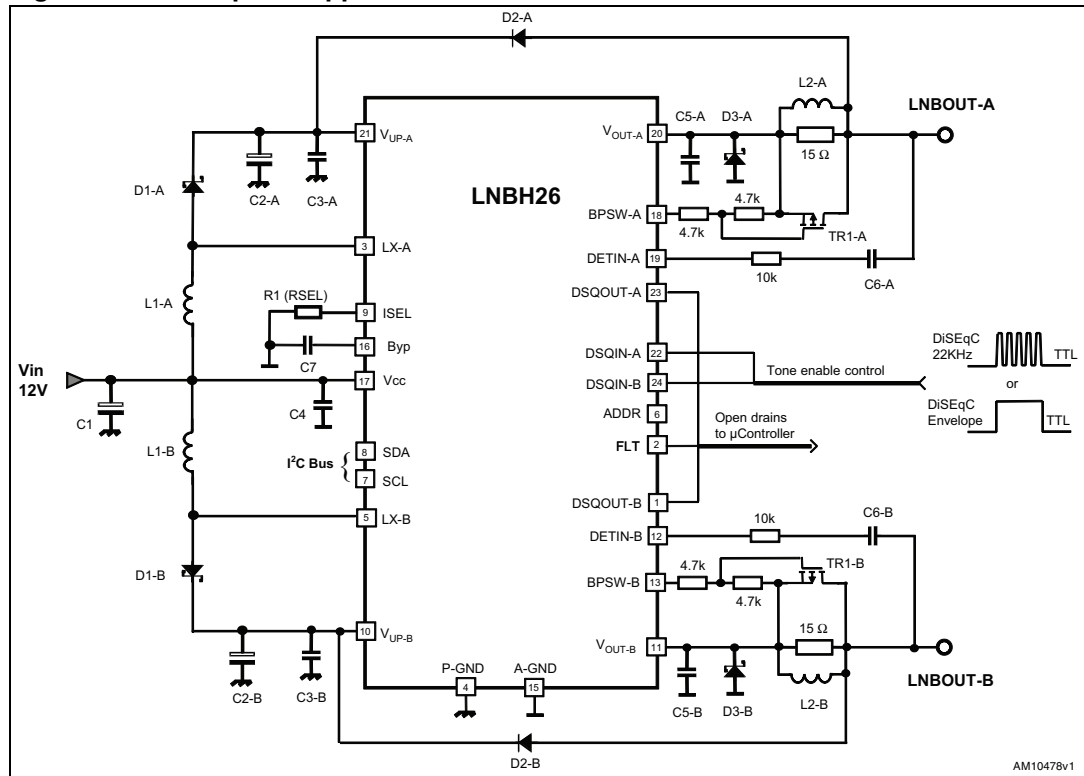 D2-A
L2-A
LNBOUT-A
C5-A
D3-A
21
VUP-A
VOUT-A
20
15 Ω
C2-A
C3-A
D1-A
LNBH26
4.7k
BPSW-A
18
4.7k
TR1-A
3
LX-A
DETIN-A
19
10k
C6-A
L1-A
DSQOUT-A
23
R1 (RSEL)
9
ISEL
16
Byp
C7
DSQIN-A
22
DiSEqC
22KHz
TTL
Vin
12V
17
Vcc
DSQIN-B
24
Tone enable control
or
C1
C4
ADDR
6
DiSEqC
Envelope
TTL
Open drains
to µController
L1-B
FLT
2
I2C Bus
8
SDA
7
SCL
DSQOUT-B
1
5
LX-B
DETIN-B
12
10k
C6-B
D1-B
4.7k
TR1-B
BPSW-B
13
4.7k
10
VUP-B
15 Ω
VOUT-B
11
P-GND
A-GND
4
15
LNBOUT-B
C2-B
C3-B
C5-B
D3-B
L2-B
D2-B
AM10478v1